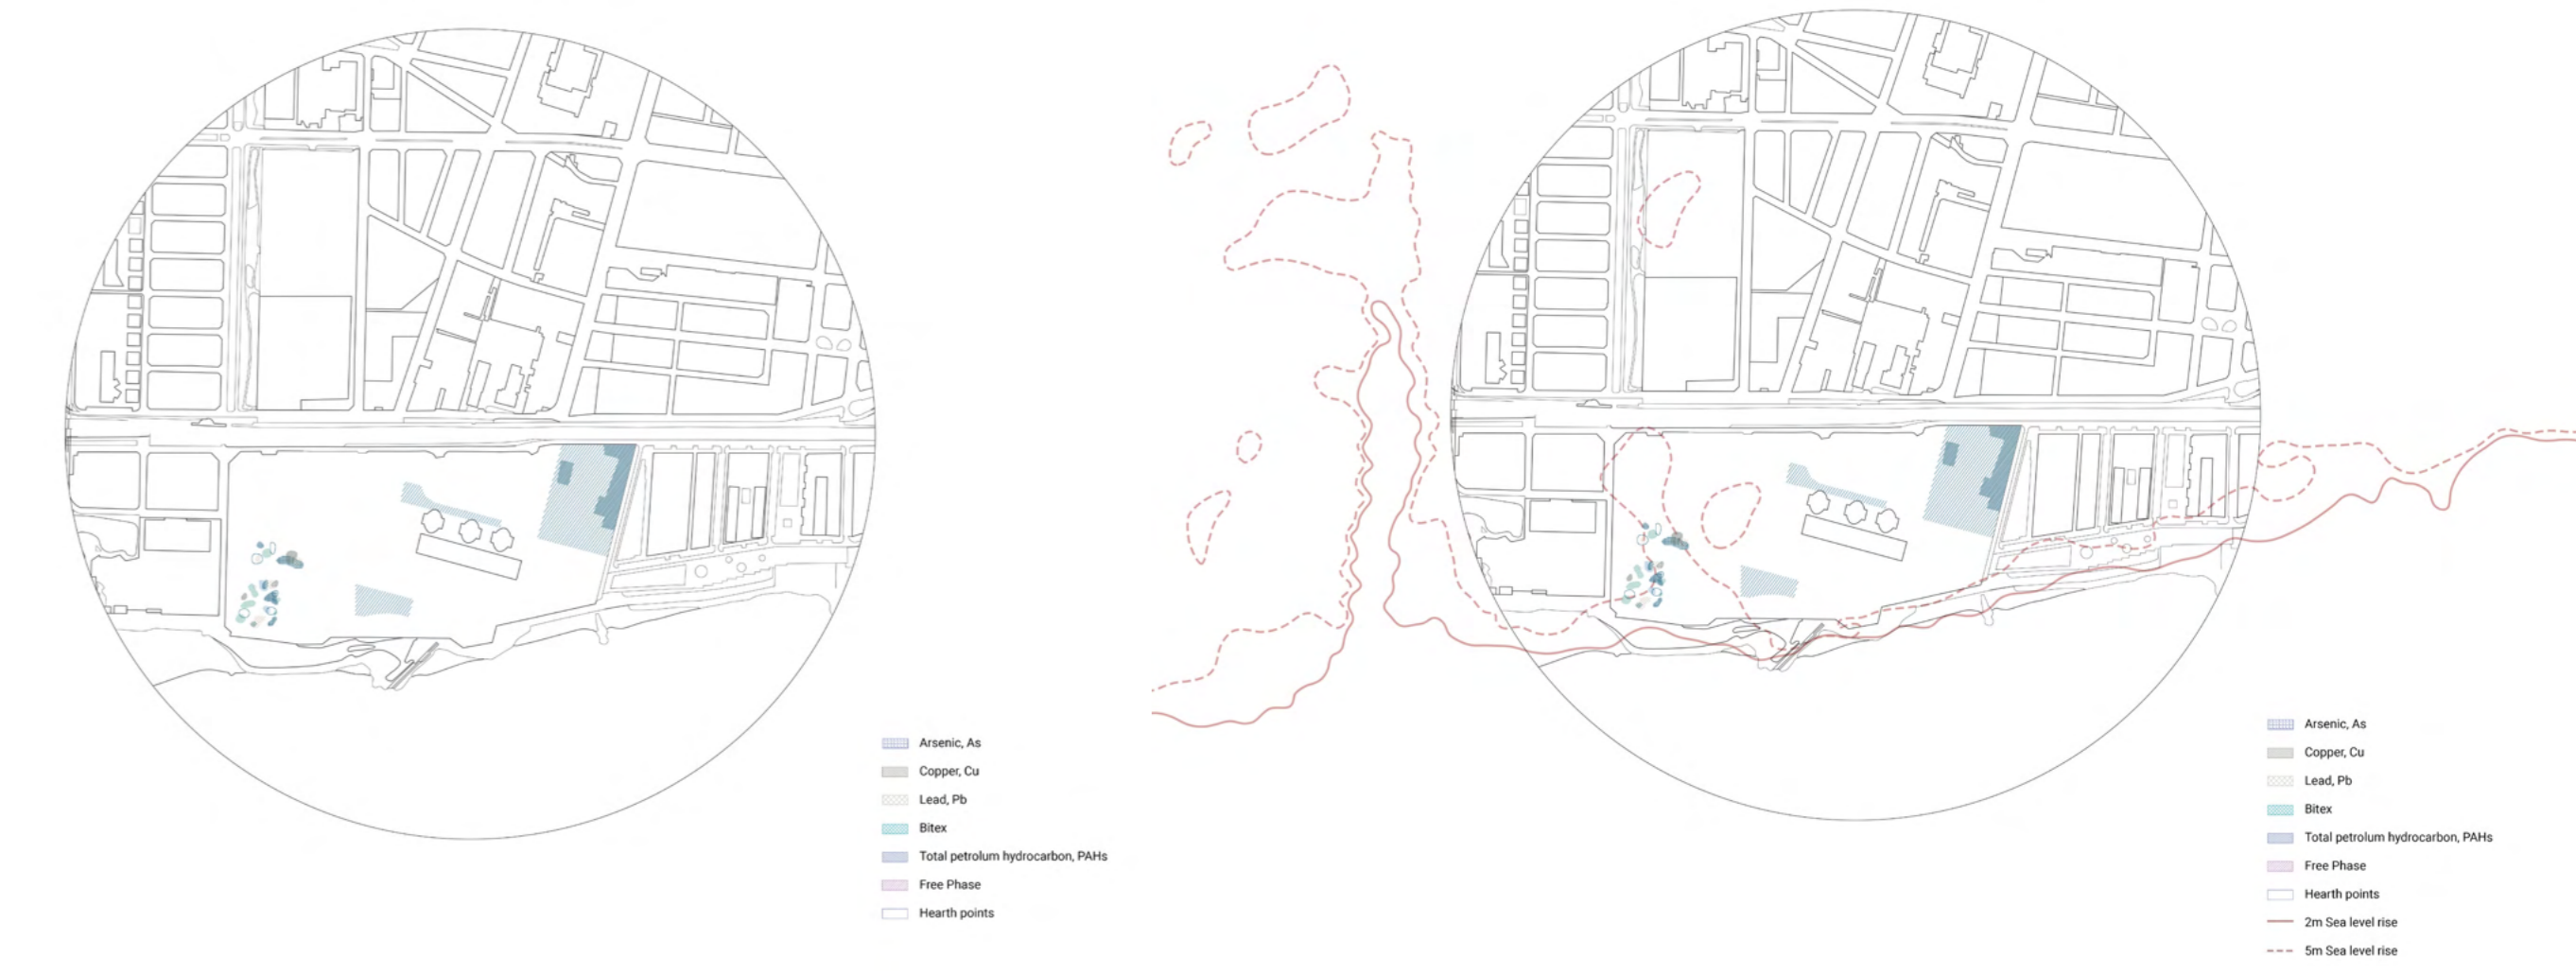 Arsenic, As
Copper, Cu
Lead, Pb
Bitex
Total petrolum hydrocarbon, PAHs
Free Phase
Hearth points
Arsenic, As
Copper, Cu
Lead, Pb
Bitex
Total petrolum hydrocarbon, PAHs
Free Phase
Hearth points
2m Sea level rise
5m Sea level rise